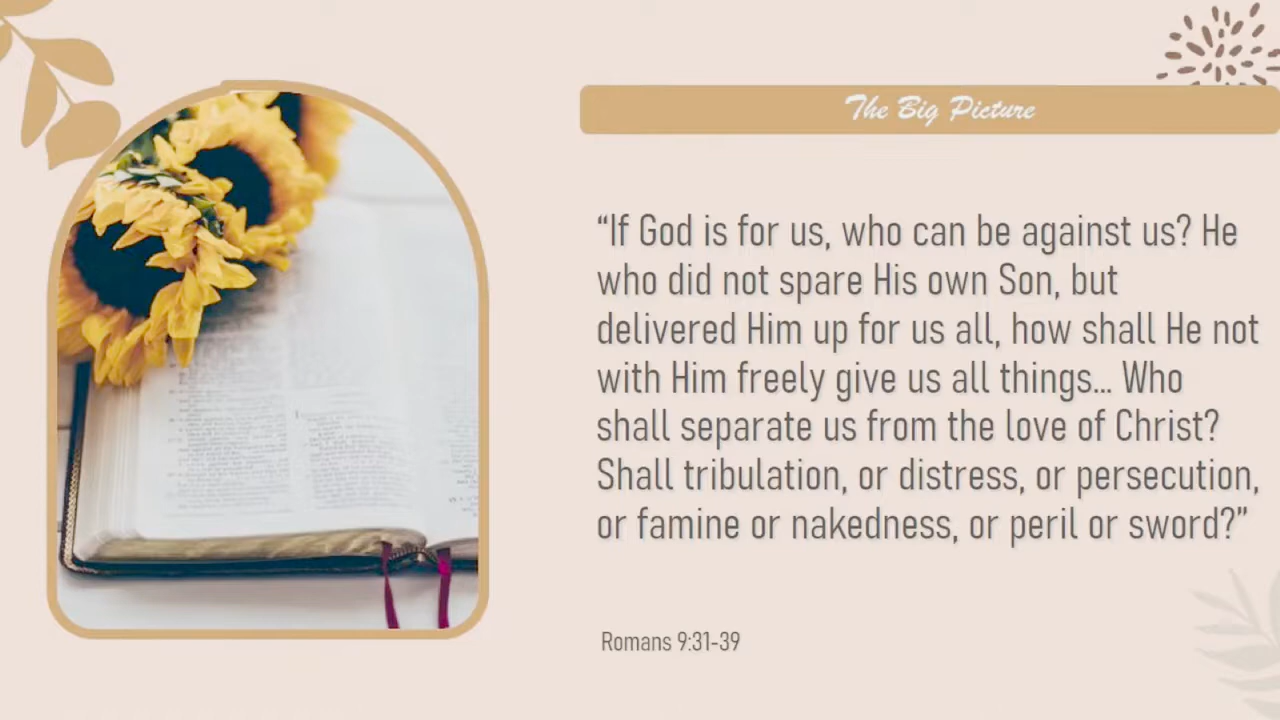 The Big Picture
“If God is for us, who can be against us? He
who did not spare His own Son, but
delivered Him up for us all, how shall He not
with Him freely give us all things... Who
shall separate us from the love of Christ?
Shall tribulation, or distress, or persecution,
or famine or nakedness, or peril or sword?”
Romans 9:31-39